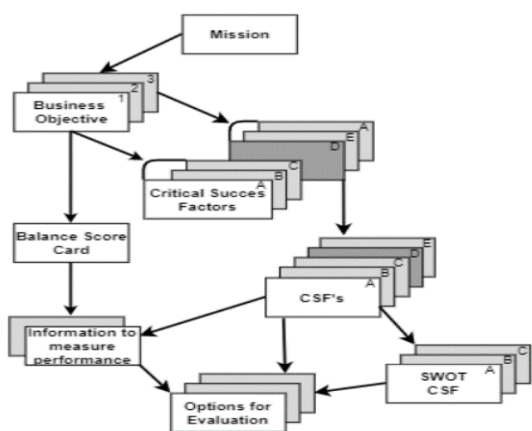 Mission
3
2
1
Business
Objective
A
E
D
C
B
A
Critical Succes
Factors
Balance Score
Card
E
D
C
B
A
CSF's
Information to
measure
performance
C
B
A
SWOT
CSF
Options for
Evaluation